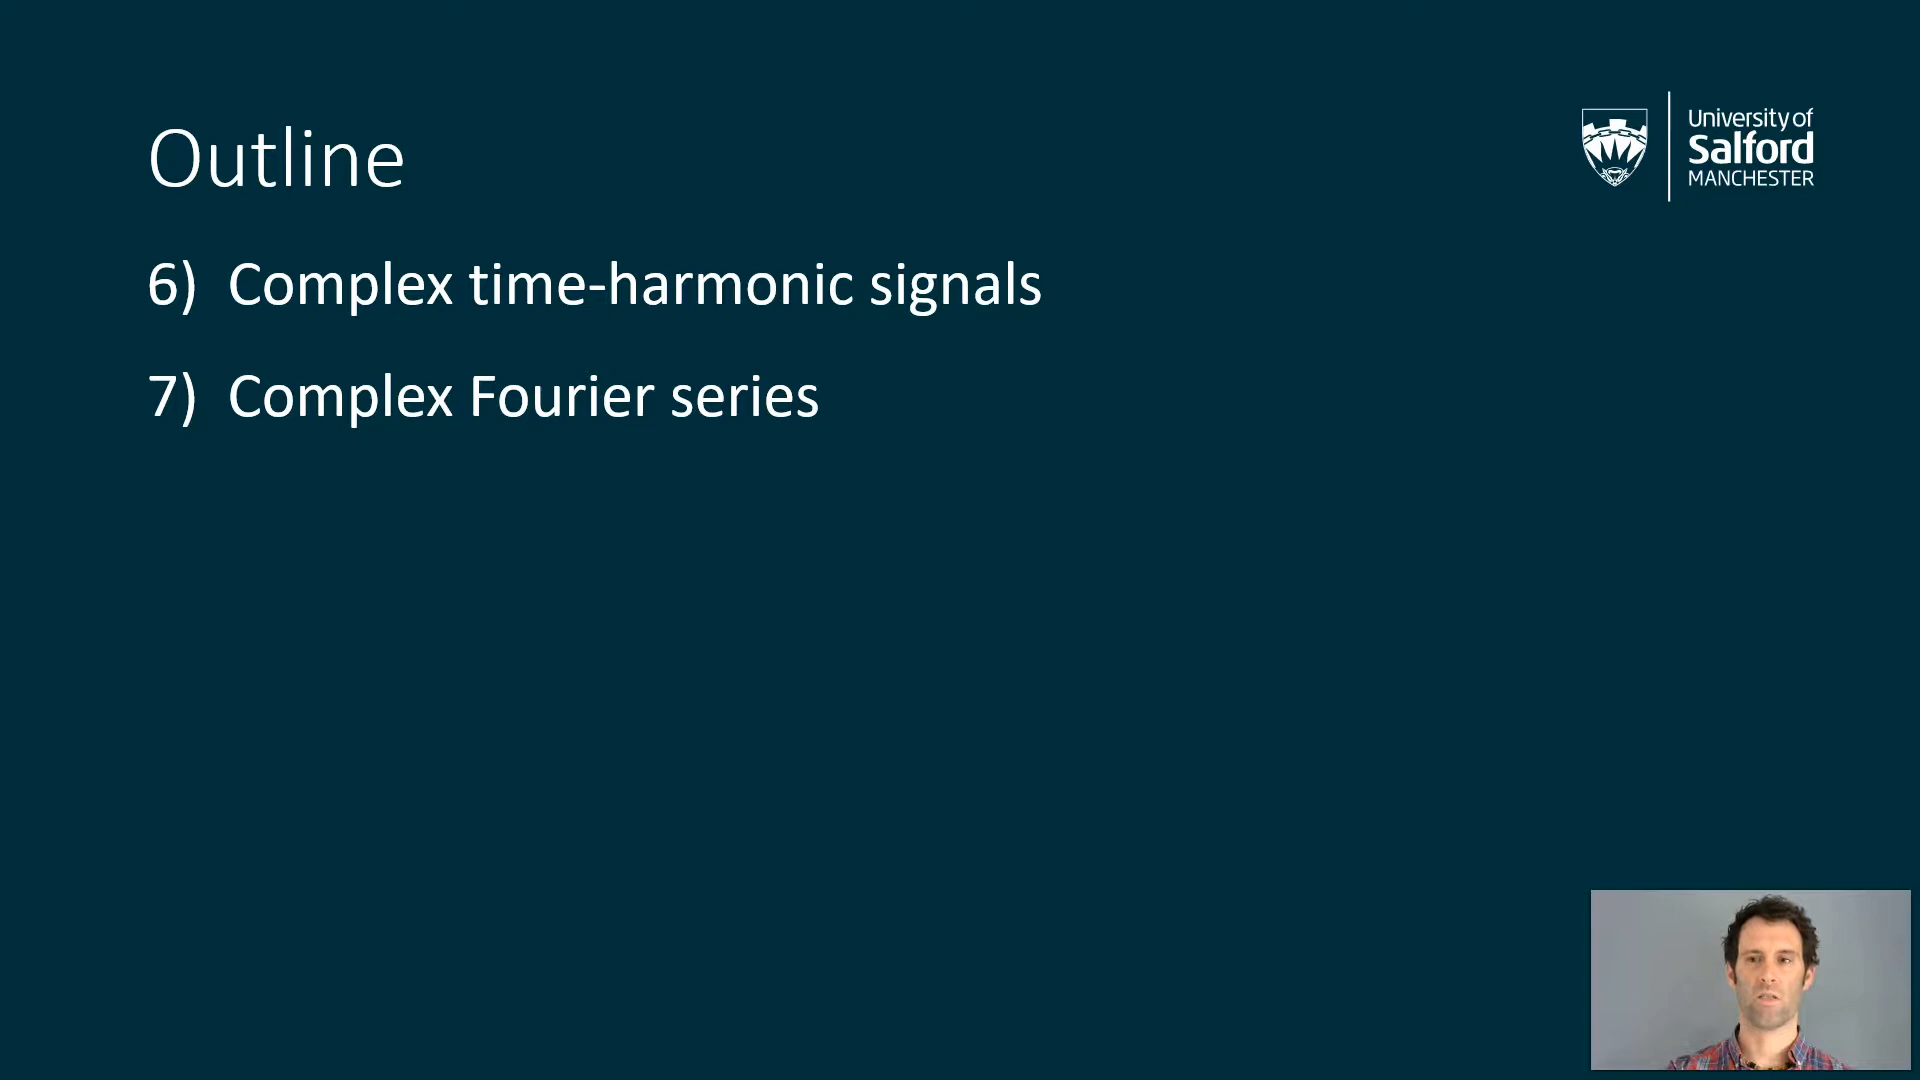 Outline
University of
Salford
MANCHESTER
6) Complex time-harmonic signals
7) Complex Fourier series